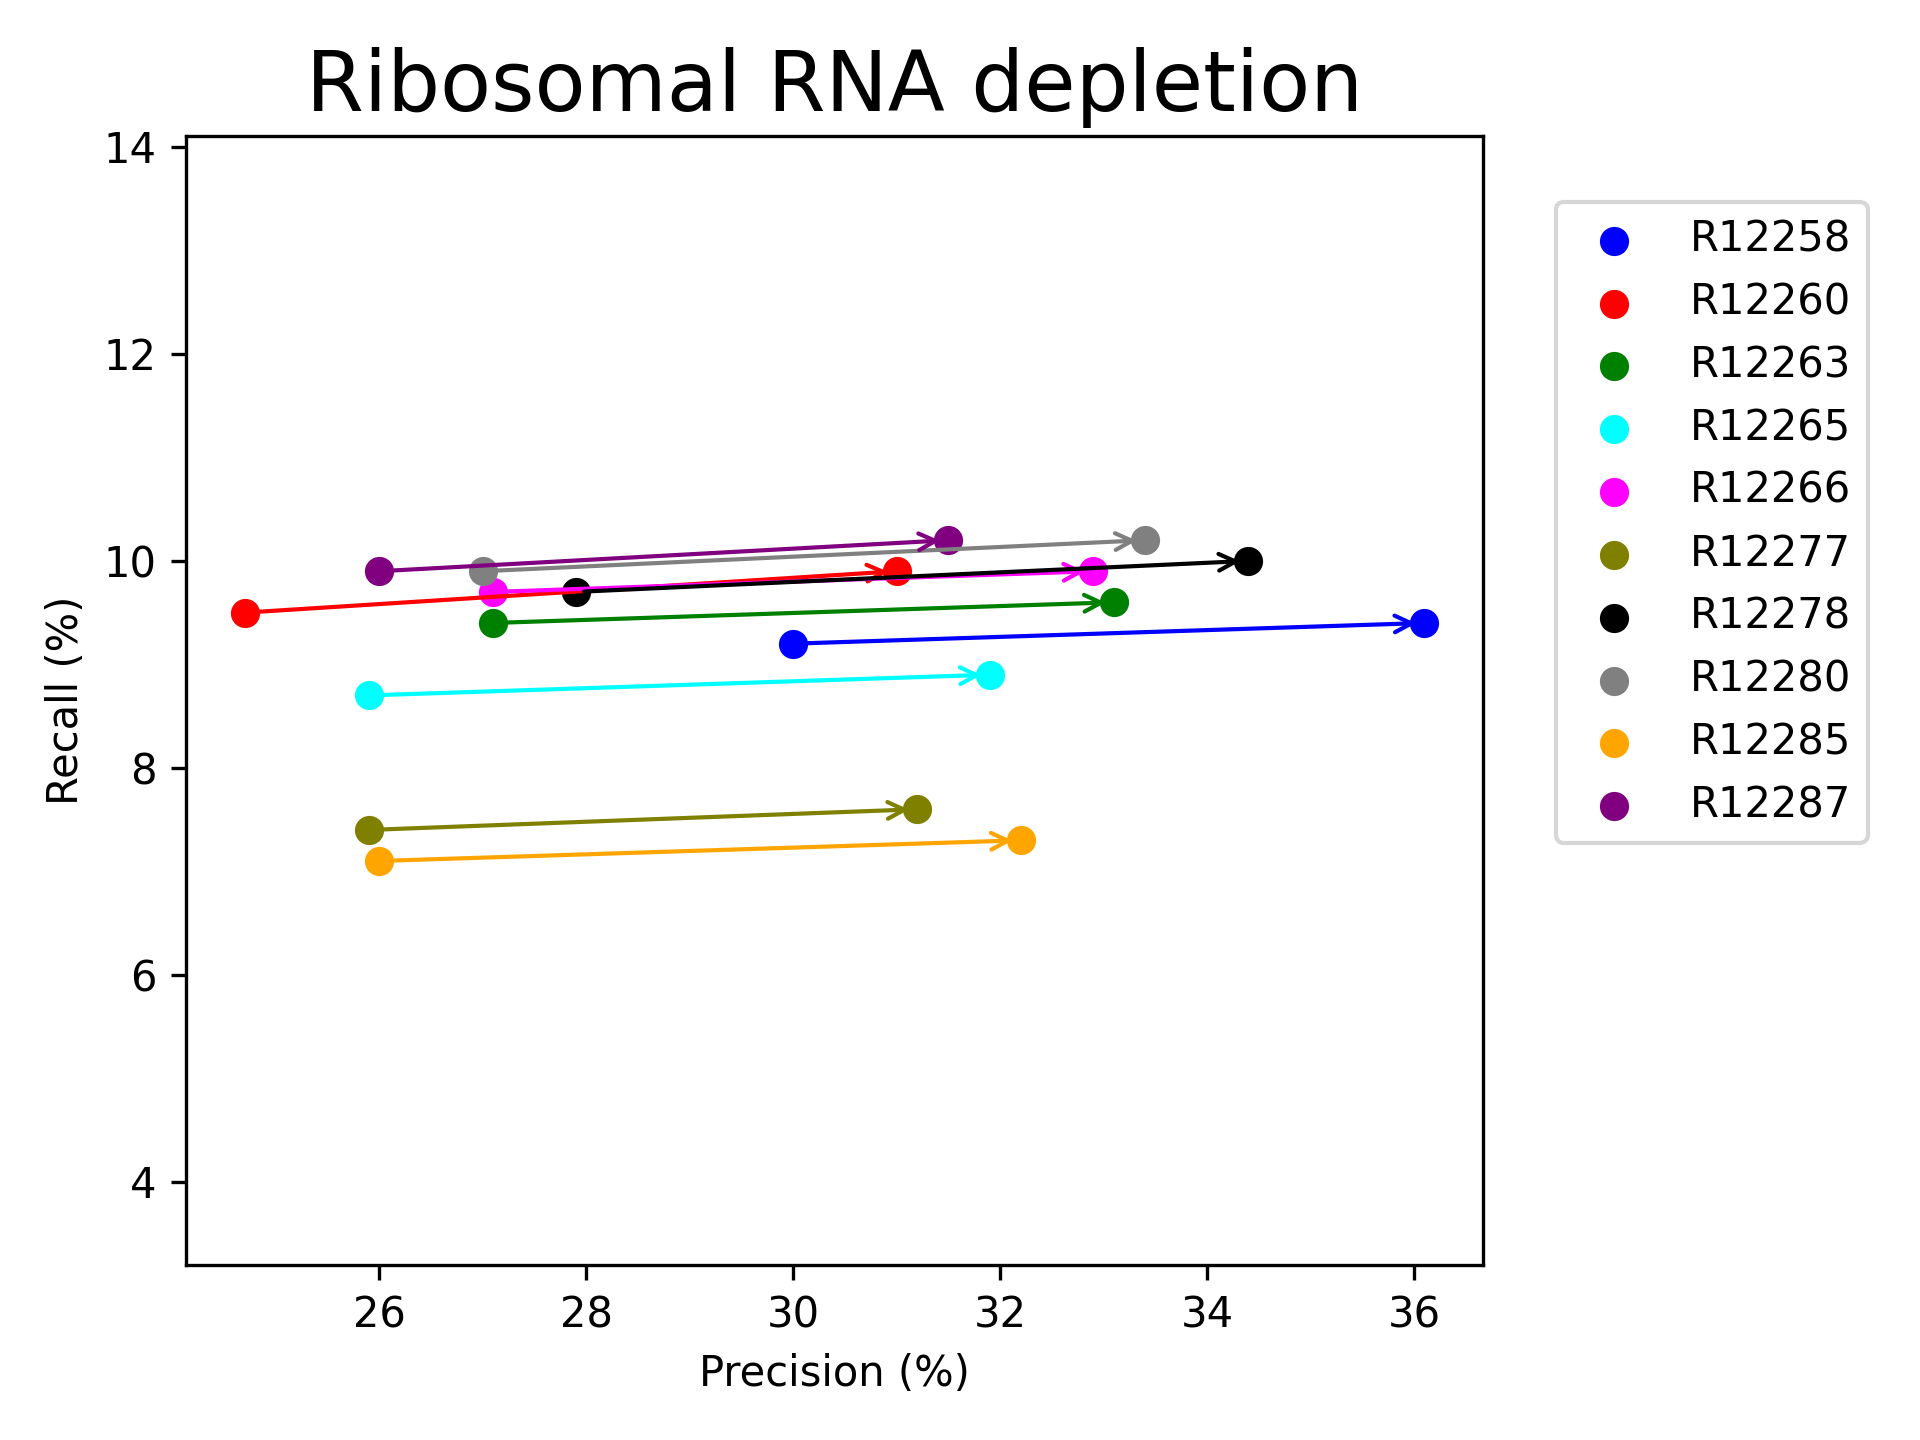 Ribosomal RNA depletion
14
12
10
8
6
4
Recall (%)
26 28 30 32 34 36
Precision (%)
R12258
R12260
R12263
R12265
R12266
R12277
R12278
R12280
R12285
R12287